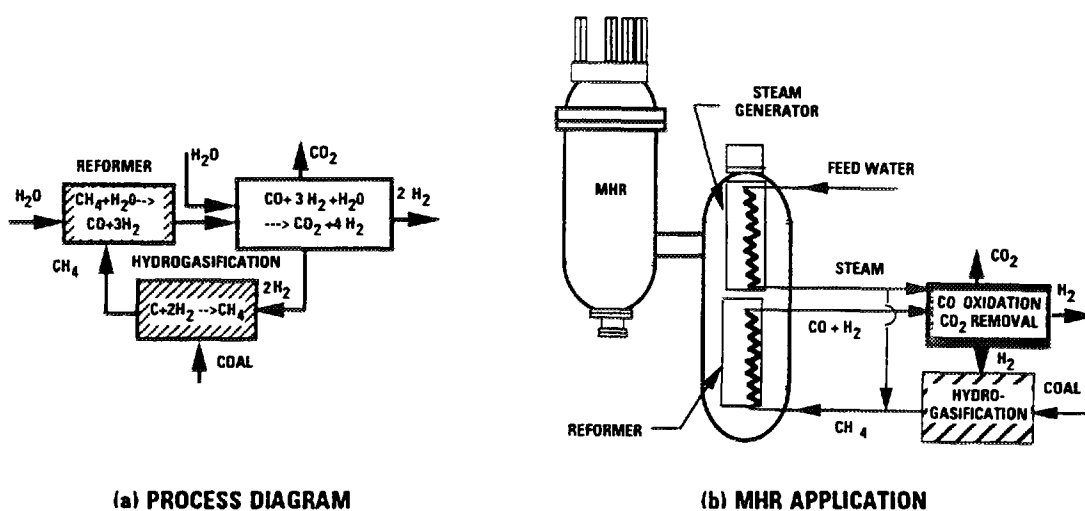 H₂O
CO₂
REFORMER
H₂O
CH₄+H₂O-->
CO+3H₂
CO+ 3 H₂ +H₂O
---> CO₂ +4 H₂
2 H₂
CH₄
HYDROGASIFICATION
2H₂
C+2H₂ -->CH₄
COAL
(a) PROCESS DIAGRAM
STEAM
GENERATOR
MHR
FEED WATER
STEAM
CO₂
CO OXIDATION
CO₂ REMOVAL
H₂
CO + H₂
H₂
HYDRO-
GASIFICATION
COAL
CH₄
REFORMER
(b) MHR APPLICATION